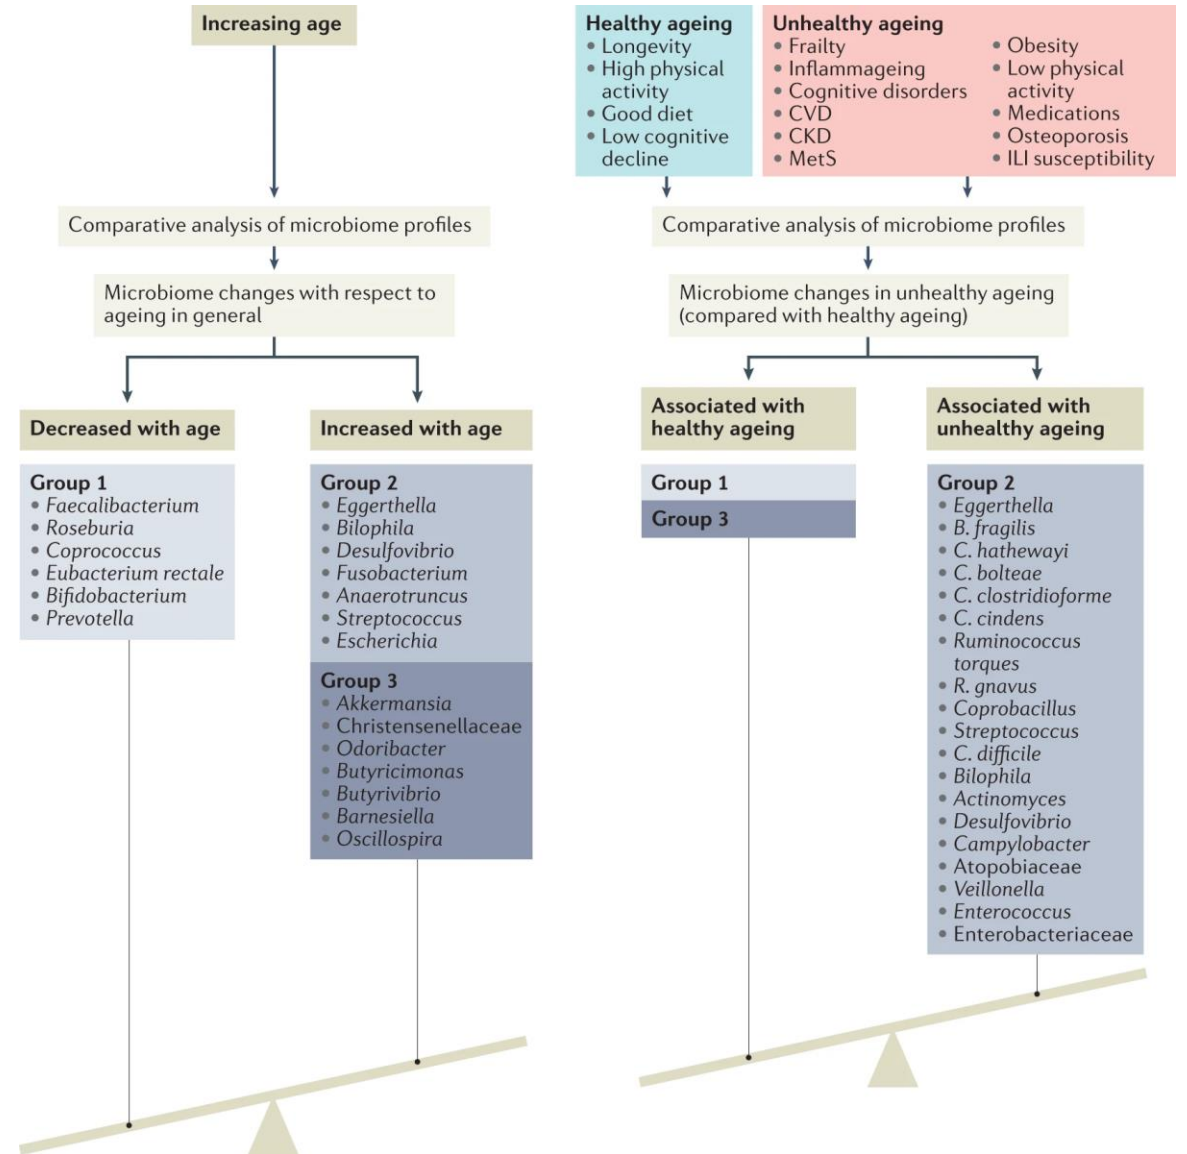 Increasing age
Comparative analysis of microbiome profiles
Microbiome changes with respect to
ageing in general
Decreased with age
Group 1
• Faecalibacterium
• Roseburia
• Coprococcus
• Eubacterium rectale
• Bifidobacterium
• Prevotella
Increased with age
Group 2
• Eggerthella
• Bilophila
• Desulfovibrio
• Fusobacterium
• Anaerotruncus
• Streptococcus
• Escherichia
Group 3
• Akkermansia
• Christensenellaceae
• Odoribacter
• Butyricimonas
• Butyrivibrio
• Barnesiella
• Oscillospira
Healthy ageing
• Longevity
• High physical
activity
• Good diet
• Low cognitive
decline
Unhealthy ageing
• Frailty
• Inflammageing
• Cognitive disorders
• CVD
• CKD
• MetS
• Obesity
• Low physical
activity
• Medications
• Osteoporosis
• ILI susceptibility
Comparative analysis of microbiome profiles
Microbiome changes in unhealthy ageing
(compared with healthy ageing)
Associated with
healthy ageing
Group 1
Group 3
Associated with
unhealthy ageing
Group 2
• Eggerthella
• B. fragilis
• C. hathewayi
• C. bolteae
• C. clostridioforme
• C. cindens
• Ruminococcus
torques
• R. gnavus
• Coprobacillus
• Streptococcus
• C. difficile
• Bilophila
• Actinomyces
• Desulfovibrio
• Campylobacter
• Atopobiaceae
• Veillonella
• Enterococcus
• Enterobacteriaceae